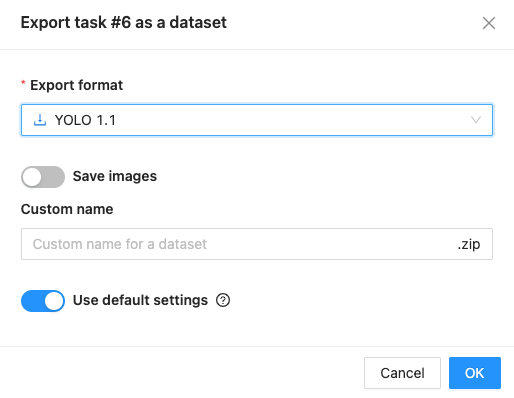 Export task #6 as a dataset
* Export format
YOLO 1.1
Save images
Custom name
Custom name for a dataset .zip
Use default settings
Cancel OK